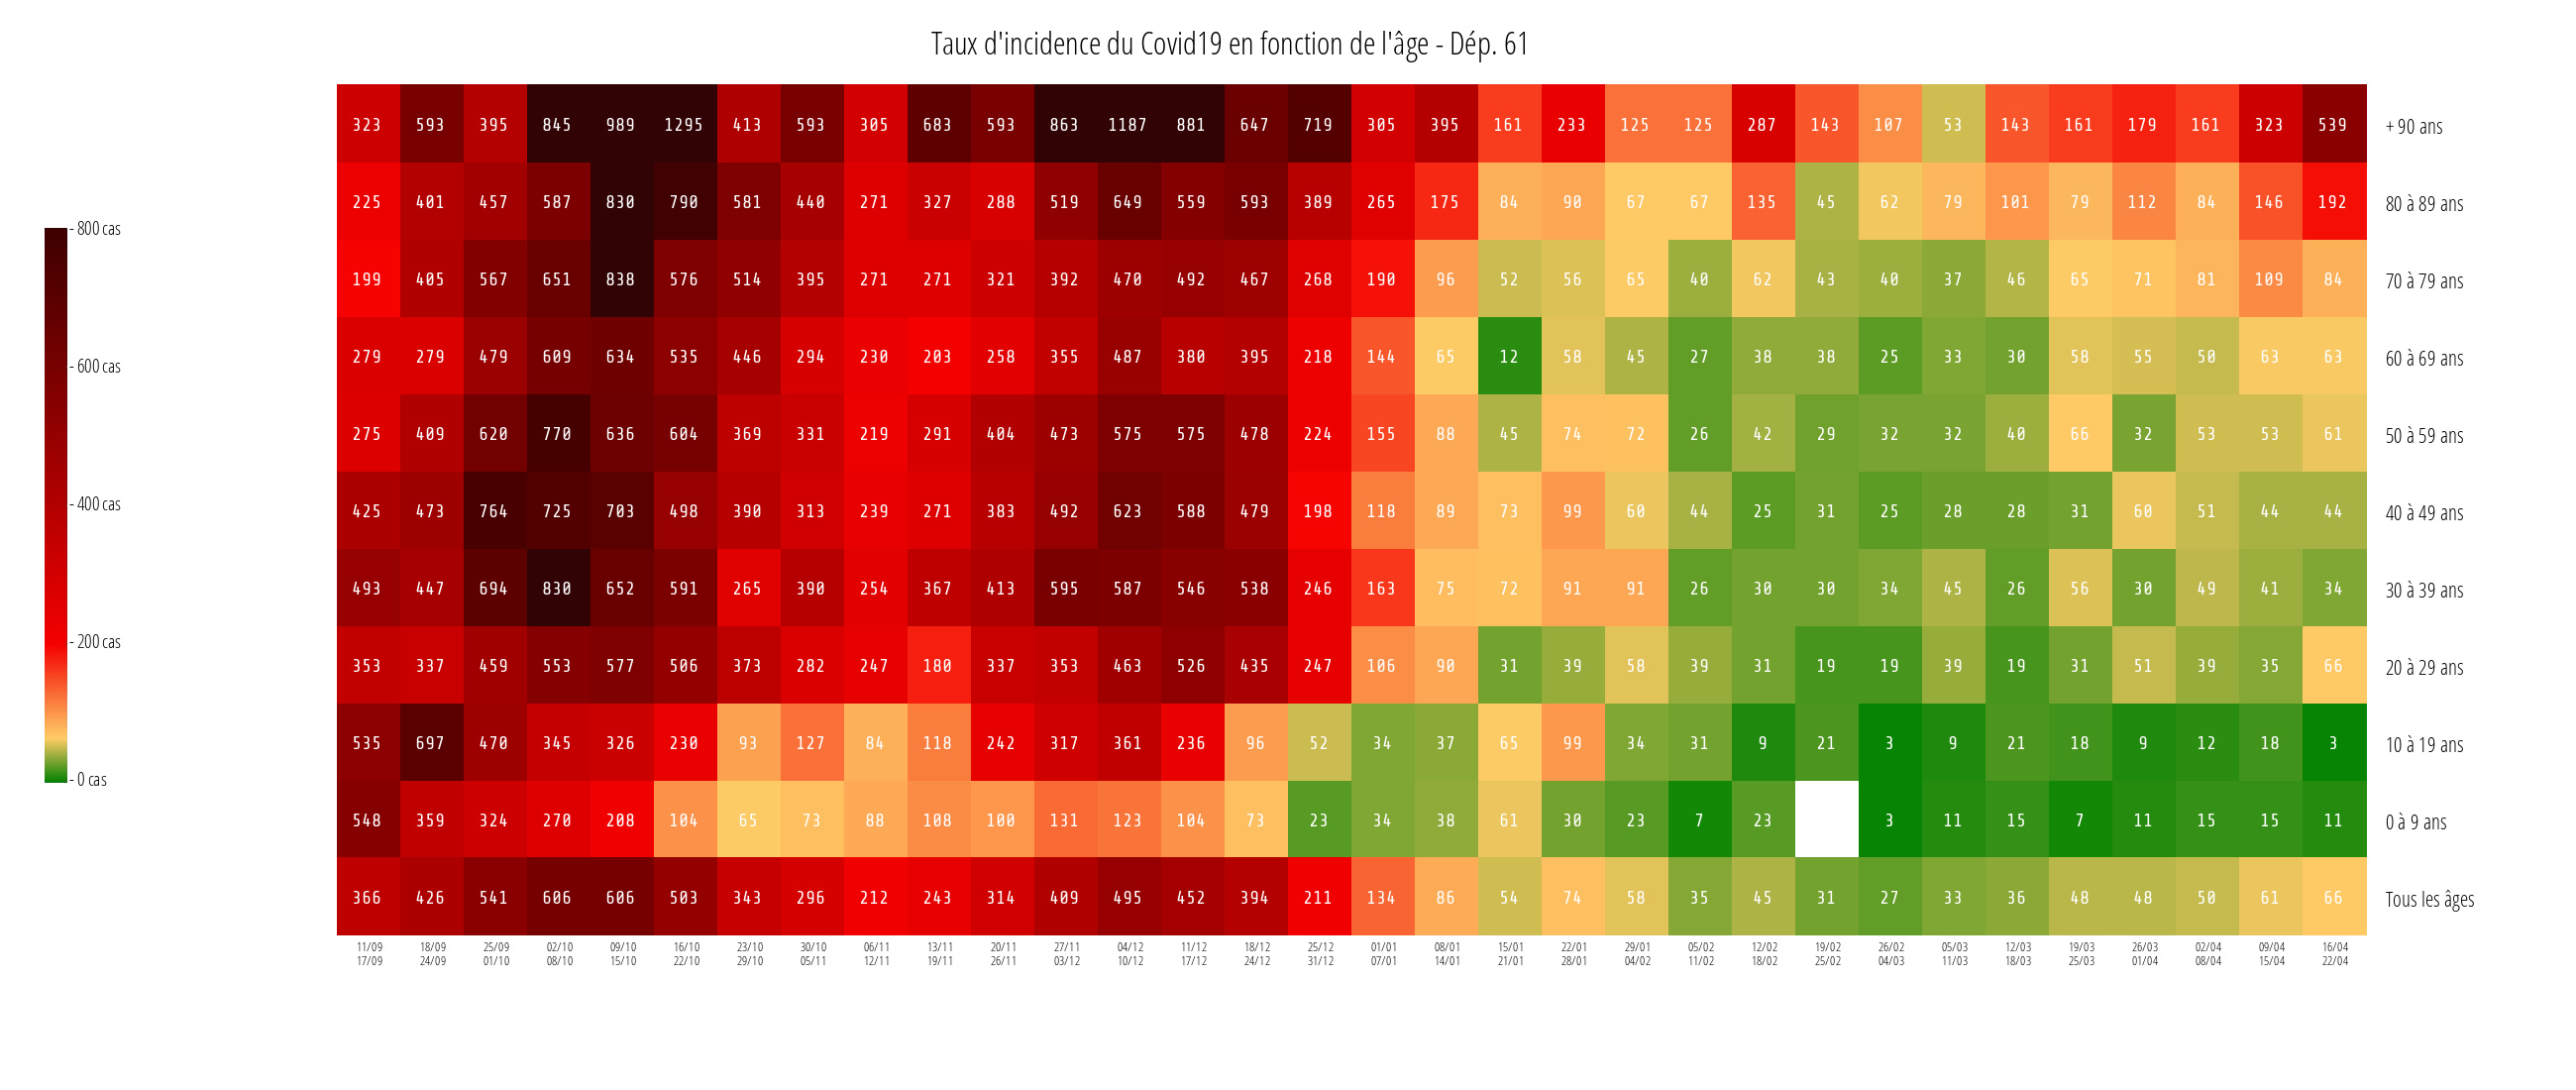 Taux d'incidence du Covid19 en fonction de l'âge - Dép. 61
- 800 cas
- 600 cas
- 400 cas
- 200 cas
- 0 cas
323 593 395 845 989 1295 413 593 305 683 593 863 1187 881 647 719 305 395 161 233 125 125 287 143 107 53 143 161 179 161 323 539 + 90 ans
225 401 457 587 830 790 581 440 271 327 288 519 649 559 593 389 265 175 84 90 67 67 135 45 62 79 101 79 112 84 146 192 80 à 89 ans
199 405 567 651 838 576 514 395 271 271 321 392 470 492 467 268 190 96 52 56 65 40 62 43 40 37 46 65 71 81 109 84 70 à 79 ans
279 279 479 609 634 535 446 294 230 203 258 355 487 380 395 218 144 65 12 58 45 27 38 38 25 33 30 58 55 50 63 63 60 à 69 ans
275 409 620 770 636 604 369 331 219 291 404 473 575 575 478 224 155 88 45 74 72 26 42 29 32 32 40 66 32 53 53 61 50 à 59 ans
425 473 764 725 703 498 390 313 239 271 383 492 623 588 479 198 118 89 73 99 60 44 25 31 25 28 28 31 60 51 44 44 40 à 49 ans
493 447 694 830 652 591 265 390 254 367 413 595 587 546 538 246 163 75 72 91 91 26 30 30 34 45 26 56 30 49 41 34 30 à 39 ans
353 337 459 553 577 506 373 282 247 180 337 353 463 526 435 247 106 90 31 39 58 39 31 19 19 39 19 31 51 39 35 66 20 à 29 ans
535 697 470 345 326 230 93 127 84 118 242 317 361 236 96 52 34 37 65 99 34 31 9 21 3 9 21 18 9 12 18 3 10 à 19 ans
548 359 324 270 208 104 65 73 88 108 100 131 123 104 73 23 34 38 61 30 23 7 23 3 11 15 7 11 15 15 11 0 à 9 ans
366 426 541 606 606 503 343 296 212 243 314 409 495 452 394 211 134 86 54 74 58 35 45 31 27 33 36 48 48 50 61 66 Tous les âges
11/09 18/09 25/09 02/10 09/10 16/10 23/10 30/10 06/11 13/11 20/11 27/11 04/12 11/12 18/12 25/12 01/01 08/01 15/01 22/01 29/01 05/02 12/02 19/02 26/02 05/03 12/03 19/03 26/03 02/04 09/04 16/04
17/09 24/09 01/10 08/10 15/10 22/10 29/10 05/11 12/11 19/11 26/11 03/12 10/12 17/12 24/12 31/12 07/01 14/01 21/01 28/01 04/02 11/02 18/02 25/02 04/03 11/03 18/03 25/03 01/04 08/04 15/04 22/04